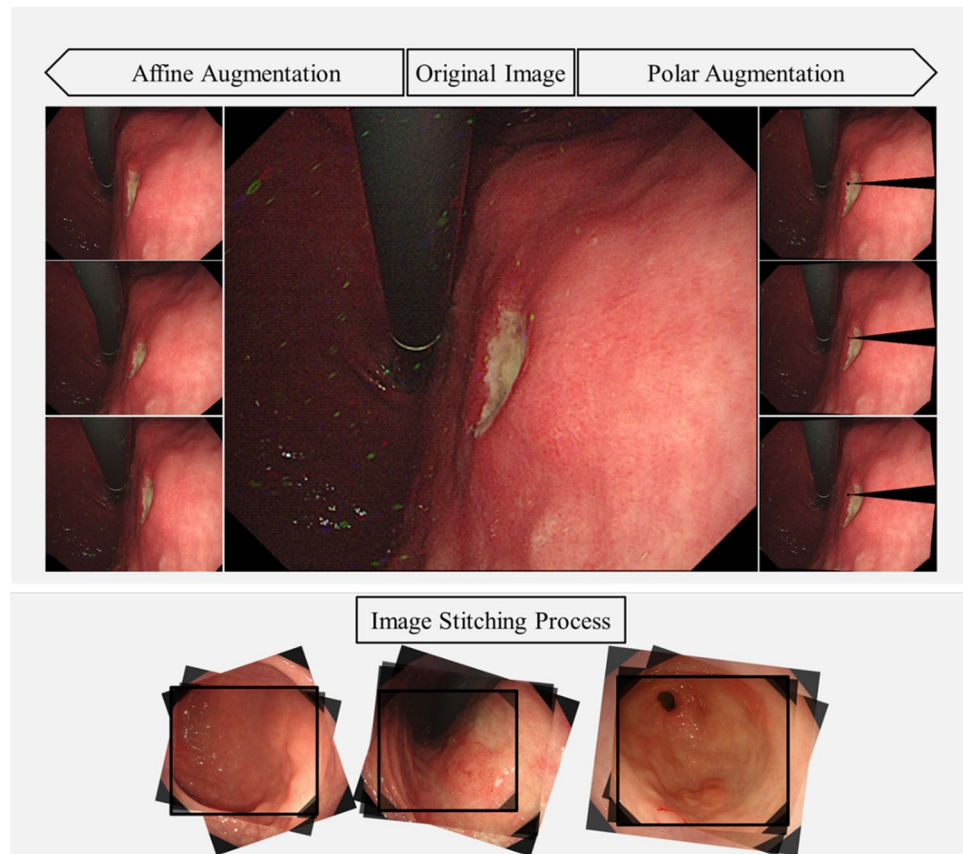 Affine Augmentation
Original Image
Polar Augmentation
Image Stitching Process